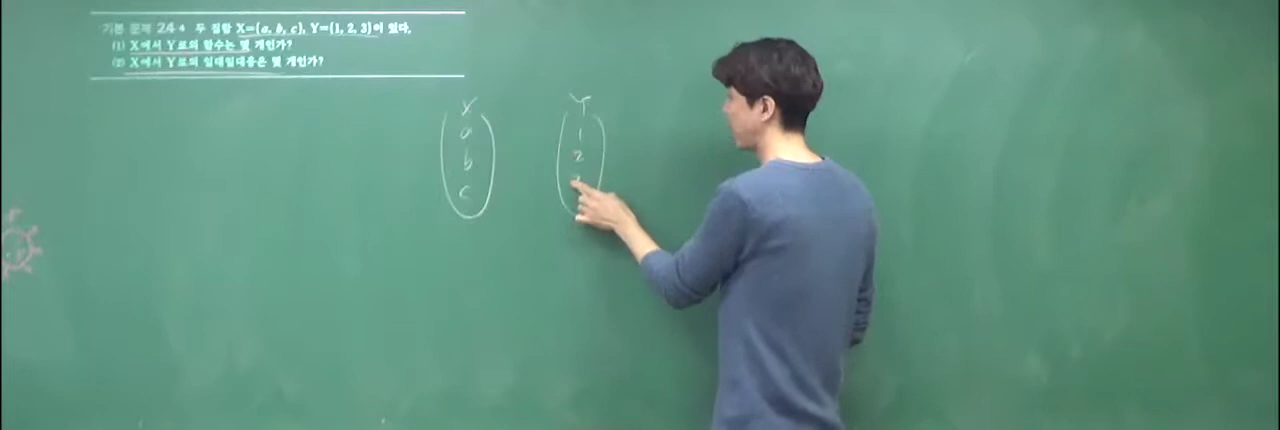 기본 문제 24-4 두 집합 X={a, b, c}, Y={1, 2, 3}이 있다.
(1) X에서 Y로의 함수는 몇 개인가?
(2) X에서 Y로의 일대일대응은 몇 개인가?
X Y
a 1
b 2
c